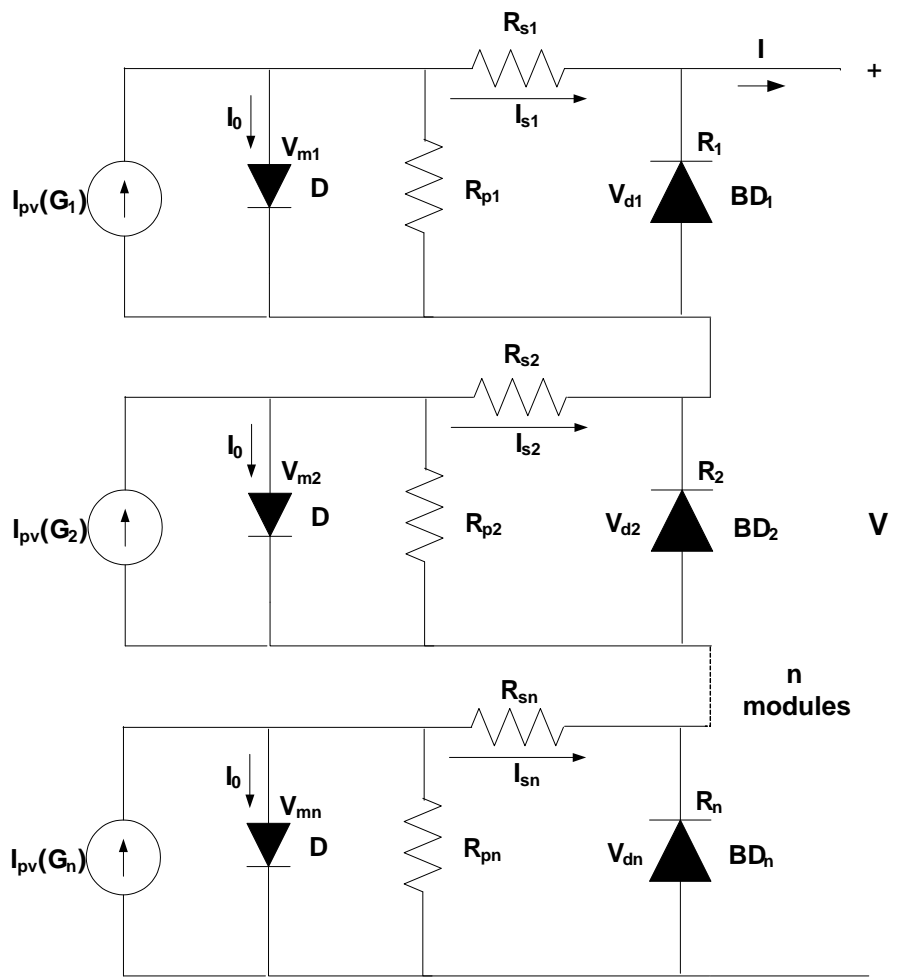 Rs1
I
+
I0
Is1
Vm1
R1
Ipv(G1)
D
Rp1
Vd1
BD1
Rs2
I0
Is2
Vm2
R2
Ipv(G2)
D
Rp2
Vd2
BD2
V
n
modules
Rsn
I0
Isn
Vmn
Rn
Ipv(Gn)
D
Rpn
Vdn
BDn